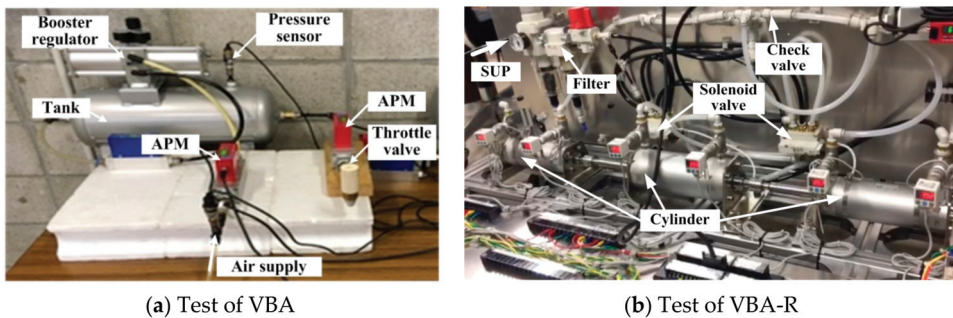 Booster
regulator
Pressure
sensor
Tank
APM
APM
Throttle
valve
Air supply
SUP
Filter
Check
valve
Solenoid
valve
Cylinder
(a) Test of VBA
(b) Test of VBA-R